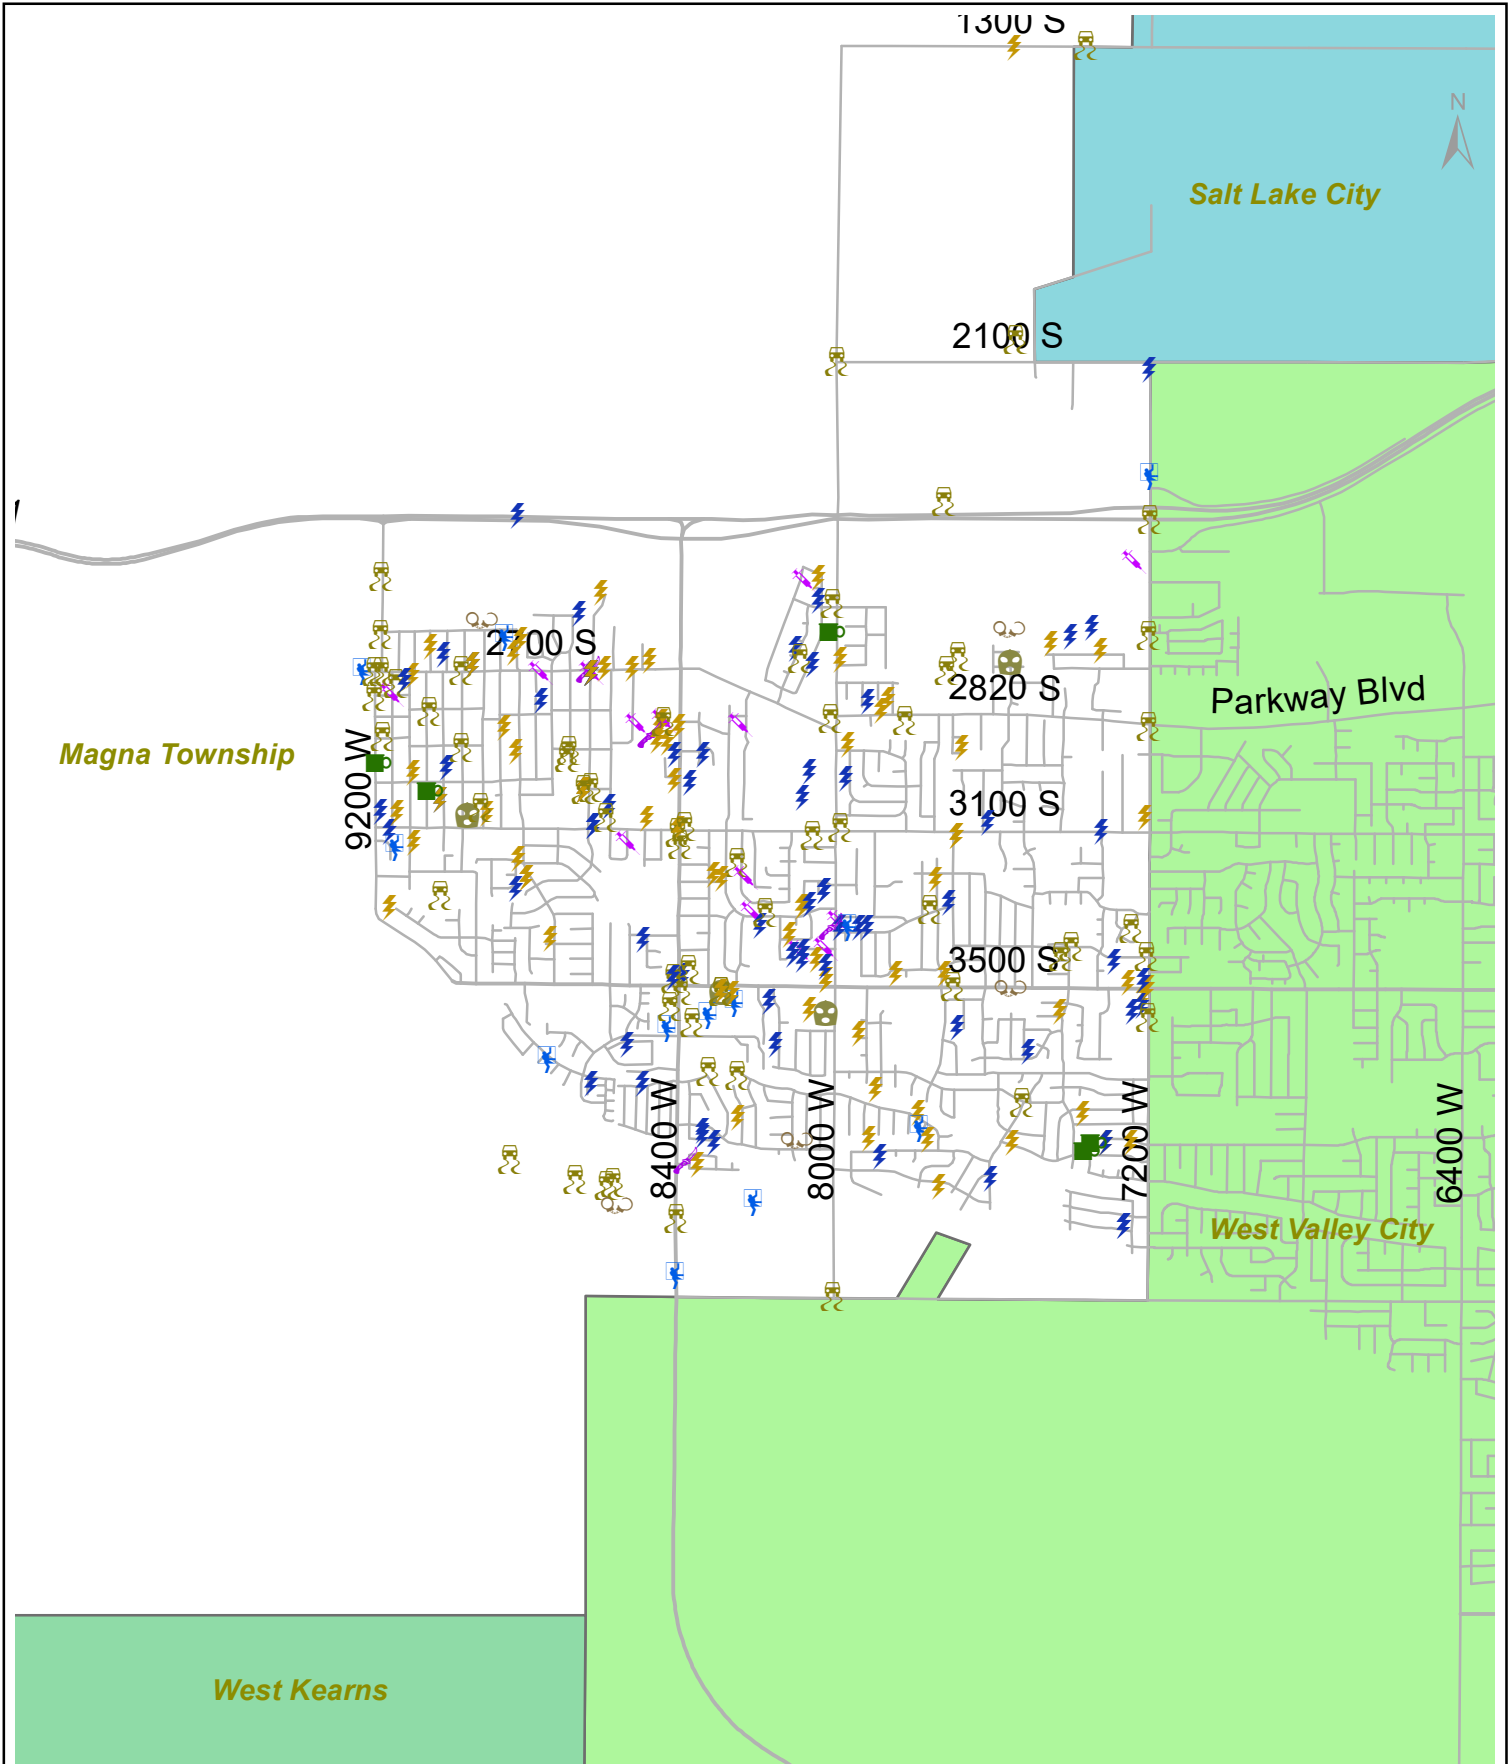 1300 S
N
Salt Lake City
2100 S
2700 S
2820 S
Parkway Blvd
Magna Township
9200 W
3100 S
3500 S
8400 W
8000 W
7200 W
6400 W
West Valley City
West Kearns